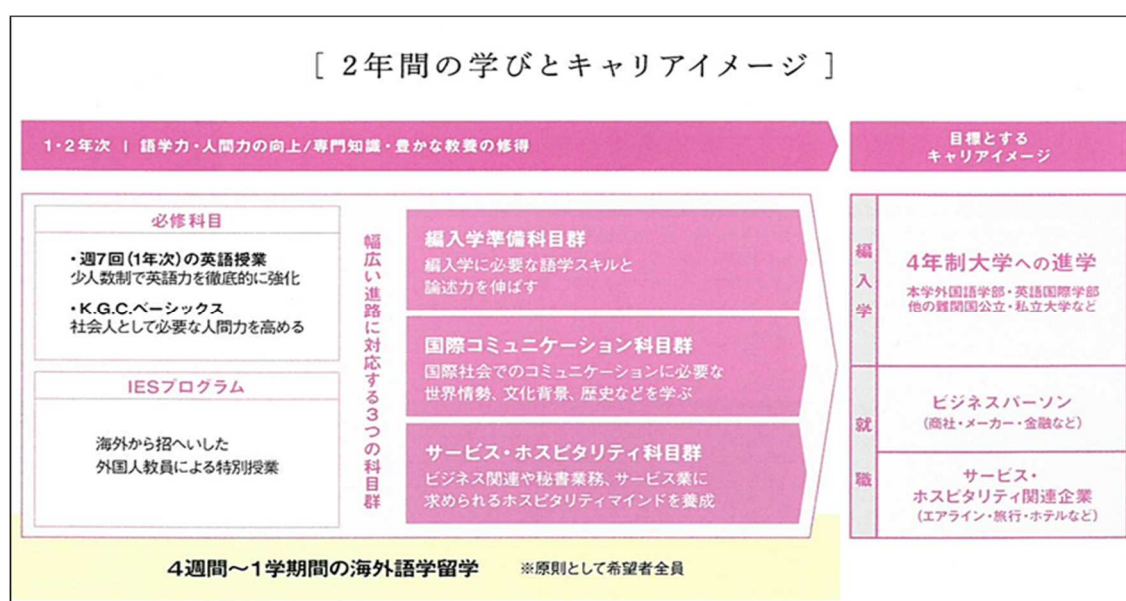 [ 2年間の学びとキャリアイメージ ]
1・2年次 | 語学力・人間力の向上/専門知識・豊かな教養の修得
目標とする
キャリアイメージ
必修科目
・週7回(1年次)の英語授業
少人数制で英語力を徹底的に強化
・K.G.C.ベーシックス
社会人として必要な人間力を高める
IESプログラム
海外から招へいした
外国人教員による特別授業
幅広い進路に対応する3つの科目群
編入学準備科目群
編入学に必要な語学スキルと
論述力を伸ばす
国際コミュニケーション科目群
国際社会でのコミュニケーションに必要な
世界情勢、文化背景、歴史などを学ぶ
サービス・ホスピタリティ科目群
ビジネス関連や秘書業務、サービス業に
求められるホスピタリティマインドを養成
編入学
4年制大学への進学
本学外国語学部・英語国際学部
他の難関国公立・私立大学など
就職
ビジネスパーソン
(商社・メーカー・金融など)
サービス・
ホスピタリティ関連企業
(エアライン・旅行・ホテルなど)
4週間〜1学期間の海外語学留学 ※原則として希望者全員